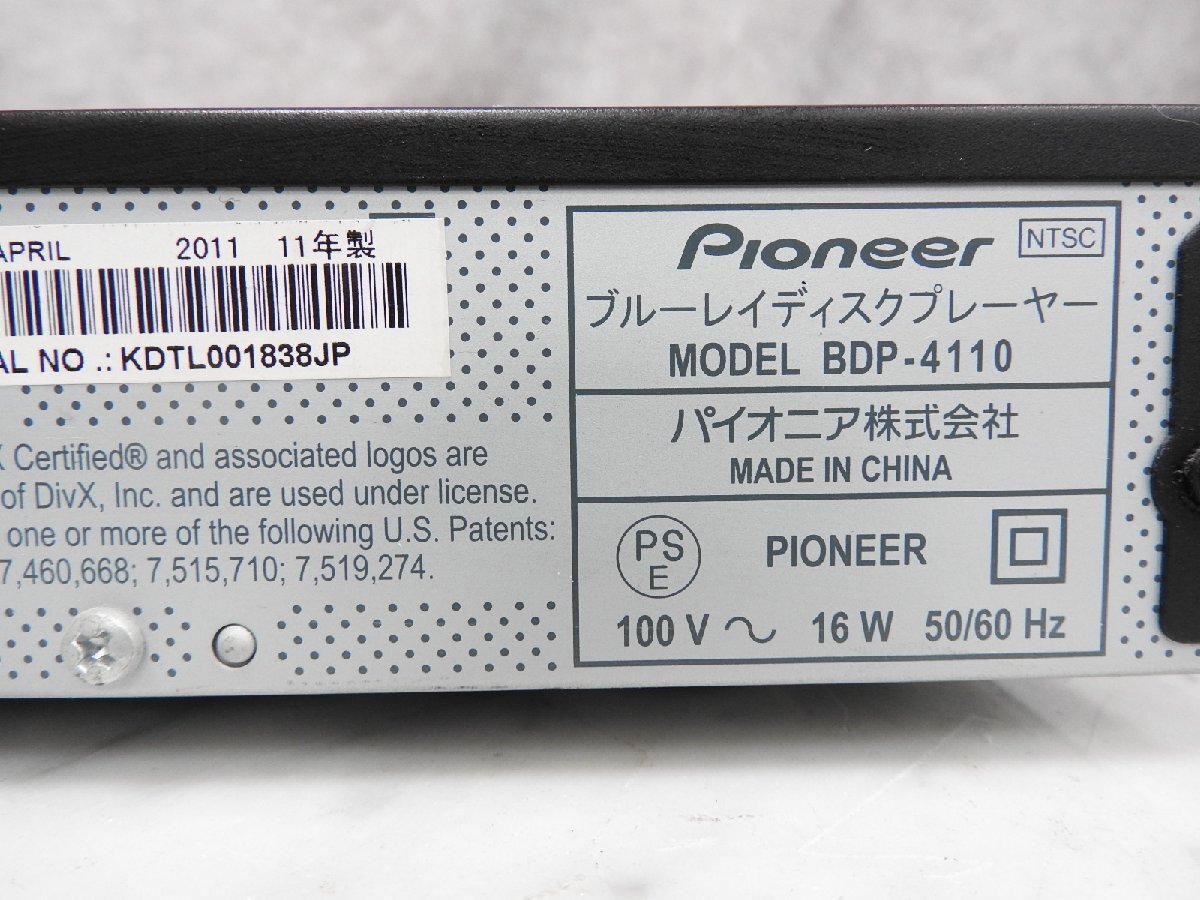 APRIL 2011 11年製
AL NO .: KDTL001838JP
X Certified® and associated logos are
of DivX, Inc. and are used under license.
one or more of the following U.S. Patents:
7,460,668; 7,515,710; 7,519,274.
Pioneer NTSC
ブルーレイディスクプレーヤー
MODEL BDP-4110
パイオニア株式会社
MADE IN CHINA
PS
E
PIONEER
100 V 〜 16 W 50/60 Hz